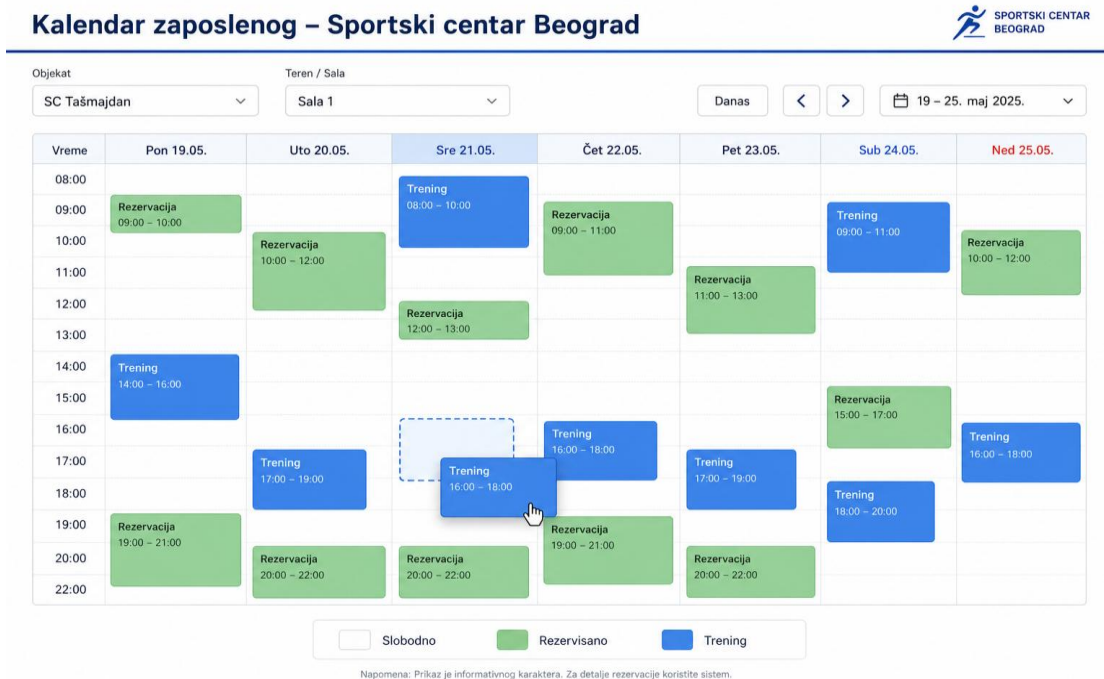 Kalendar zaposlenog – Sportski centar Beograd
SPORTSKI CENTAR
BEOGRAD
Objekat
Teren / Sala
SC Tašmajdan
Sala 1
Danas
19 – 25. maj 2025.
Vreme
Pon 19.05.
Uto 20.05.
Sre 21.05.
Čet 22.05.
Pet 23.05.
Sub 24.05.
Ned 25.05.
08:00
09:00
10:00
11:00
12:00
13:00
14:00
15:00
16:00
17:00
18:00
19:00
20:00
22:00
Rezervacija
09:00 – 10:00
Trening
14:00 – 16:00
Rezervacija
19:00 – 21:00
Rezervacija
10:00 – 12:00
Trening
17:00 – 19:00
Rezervacija
20:00 – 22:00
Trening
08:00 – 10:00
Rezervacija
12:00 – 13:00
Trening
16:00 – 18:00
Rezervacija
20:00 – 22:00
Rezervacija
09:00 – 11:00
Trening
16:00 – 18:00
Rezervacija
19:00 – 21:00
Rezervacija
11:00 – 13:00
Trening
17:00 – 19:00
Rezervacija
20:00 – 22:00
Trening
09:00 – 11:00
Rezervacija
15:00 – 17:00
Trening
18:00 – 20:00
Rezervacija
10:00 – 12:00
Trening
16:00 – 18:00
Slobodno
Rezervisano
Trening
Napomena: Prikaz je informativnog karaktera. Za detalje rezervacije koristite sistem.